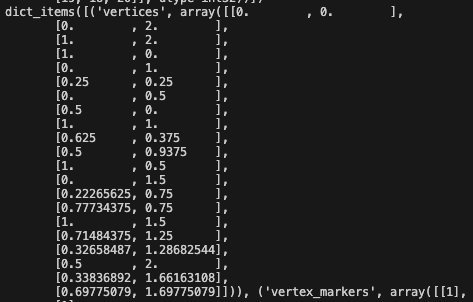 dict_items([('vertices', array([[0.        , 0.        ],
       [0.        , 2.        ],
       [1.        , 2.        ],
       [1.        , 0.        ],
       [0.        , 1.        ],
       [0.25      , 0.25      ],
       [0.        , 0.5       ],
       [0.5       , 0.        ],
       [1.        , 1.        ],
       [0.625     , 0.375     ],
       [0.5       , 0.9375    ],
       [1.        , 0.5       ],
       [0.        , 1.5       ],
       [0.22265625, 0.75      ],
       [0.77734375, 0.75      ],
       [1.        , 1.5       ],
       [0.71484375, 1.25      ],
       [0.32658487, 1.28682544],
       [0.5       , 2.        ],
       [0.33836892, 1.66163108],
       [0.69775079, 1.69775079]])), ('vertex_markers', array([[1],